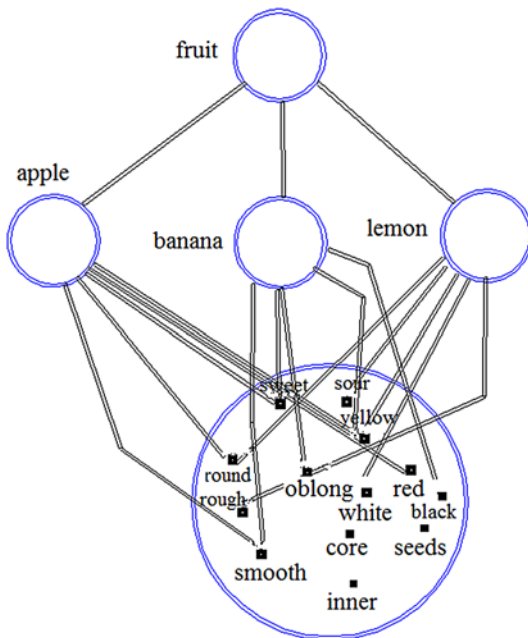 fruit
apple
banana
lemon
sweet
sour
yellow
round
oblong
red
rough
white
black
core
seeds
smooth
inner